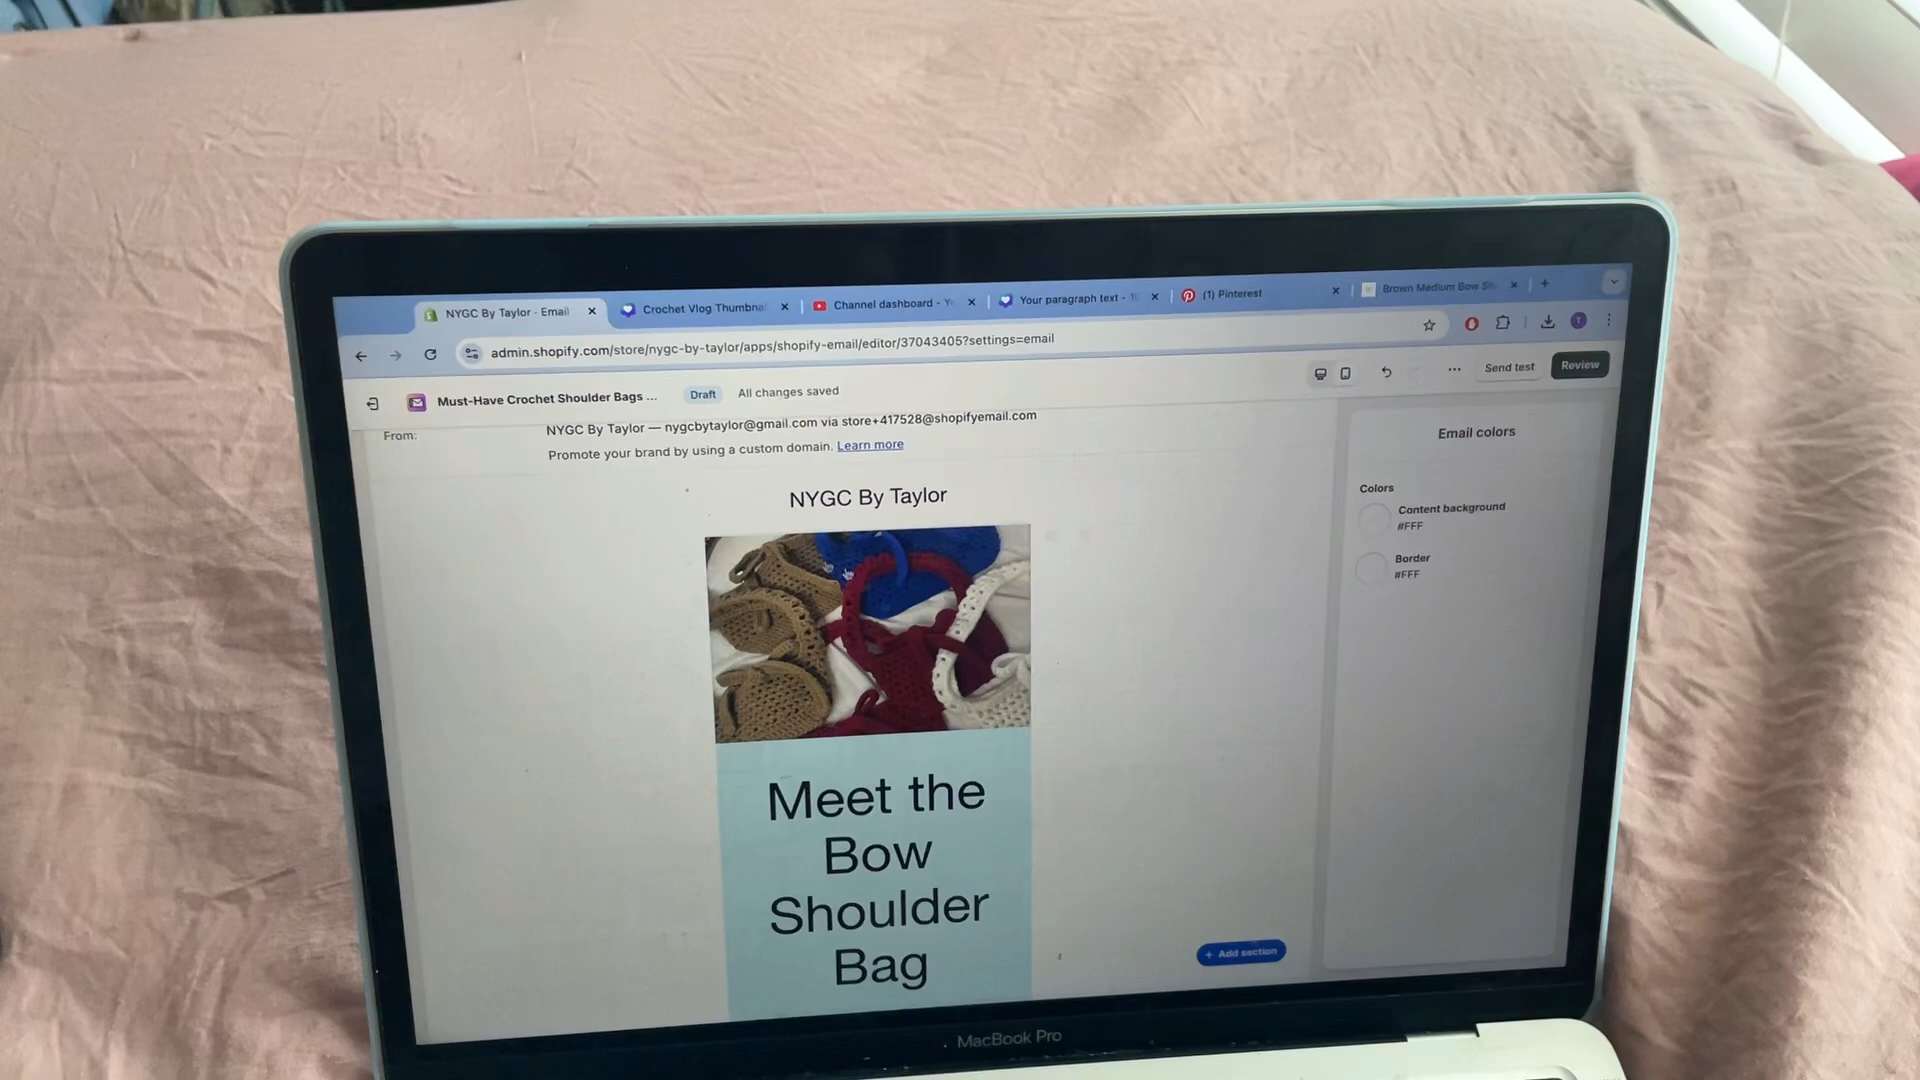 NYGC By Taylor · Email
Crochet Vlog Thumbna
Channel dashboard - Y
Your paragraph text - 1
(1) Pinterest
Brown Medium Bow Sh
admin.shopify.com/store/nygc-by-taylor/apps/shopify-email/editor/37043405?settings=email
T
Must-Have Crochet Shoulder Bags ...
Draft
All changes saved
Send test
Review
From:
NYGC By Taylor — nygcbytaylor@gmail.com via store+417528@shopifyemail.com
Promote your brand by using a custom domain. Learn more
Email colors
Colors
Content background
#FFF
Border
#FFF
NYGC By Taylor
Meet the
Bow
Shoulder
Bag
+ Add section
MacBook Pro